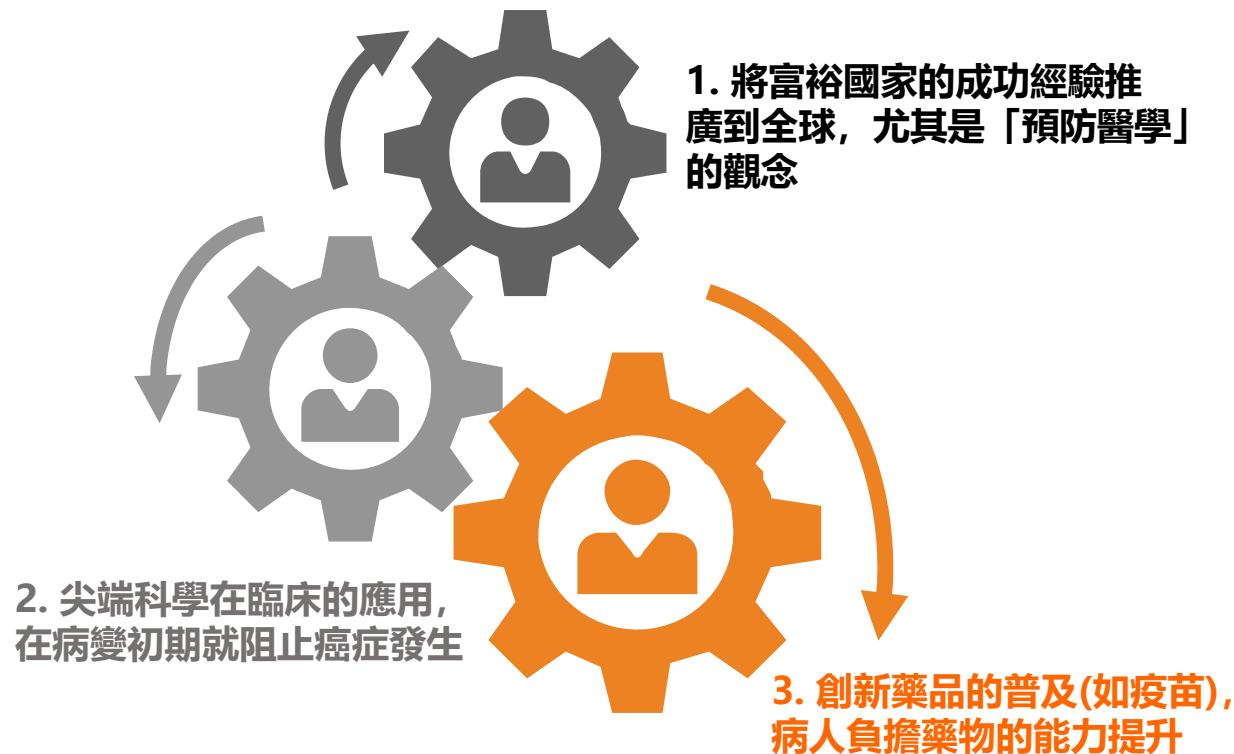 1. 將富裕國家的成功經驗推
廣到全球，尤其是「預防醫學」
的觀念
2. 尖端科學在臨床的應用，
在病變初期就阻止癌症發生
3. 創新藥品的普及(如疫苗)，
病人負擔藥物的能力提升